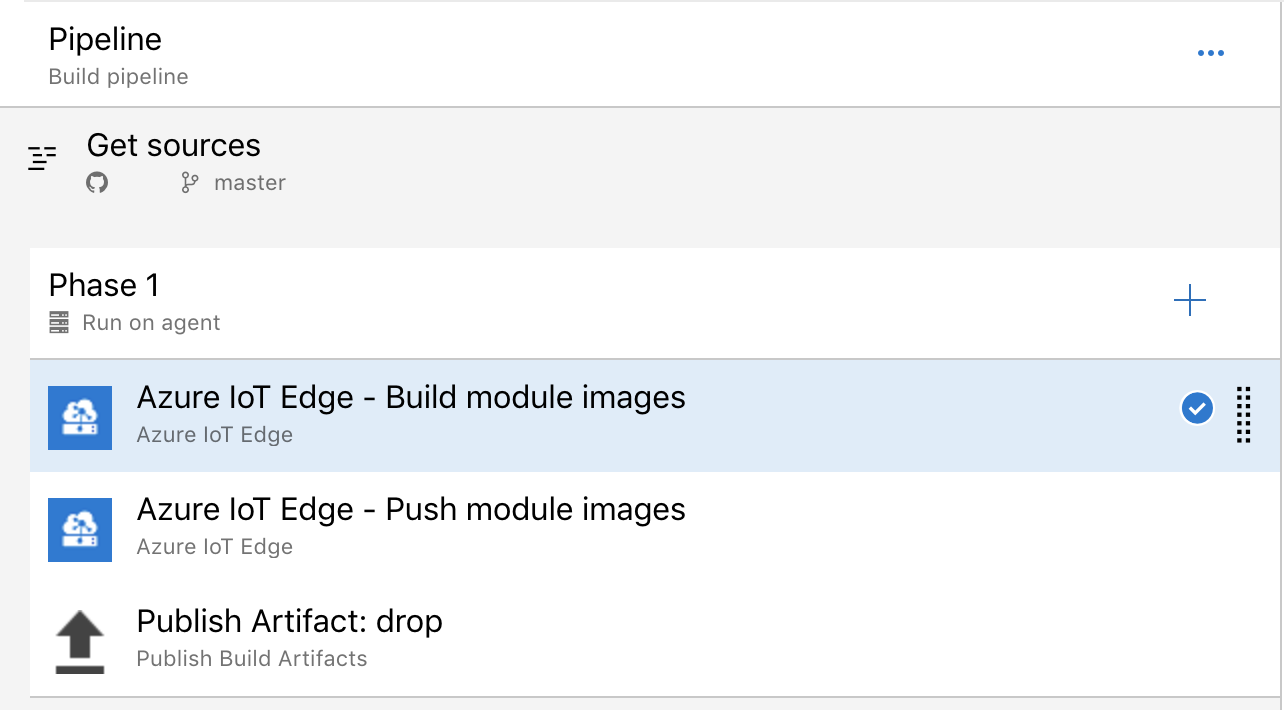 Pipeline
Build pipeline
Get sources
master
Phase 1
Run on agent
Azure IoT Edge - Build module images
Azure IoT Edge
Azure IoT Edge - Push module images
Azure IoT Edge
Publish Artifact: drop
Publish Build Artifacts